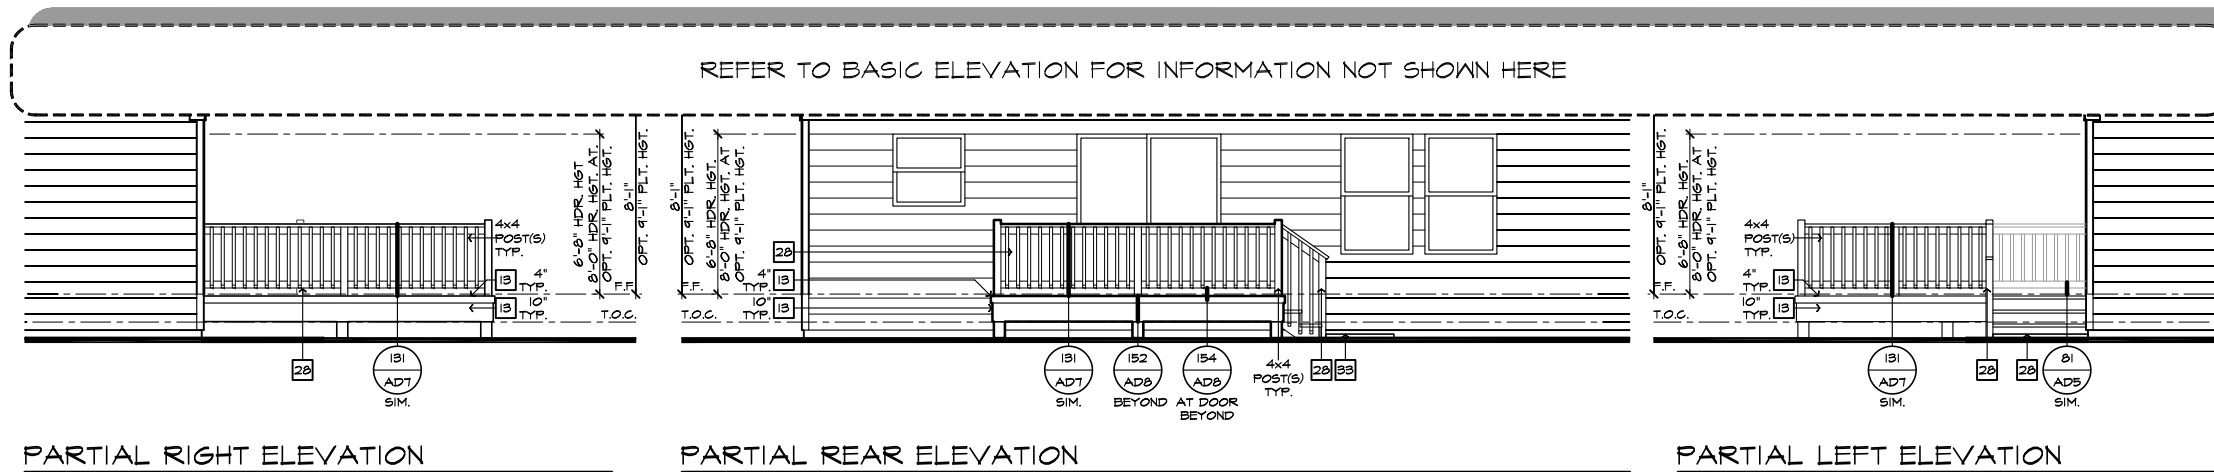 REFER TO BASIC ELEVATION FOR INFORMATION NOT SHOWN HERE
4x4
POST(S)
TYP.
13
4"
TYP.
13
10"
TYP.
6'-8" HDR. HGT
8'-0" HDR. HGT. AT.
OPT. 9'-1" PLT. HGT.
8'-1"
OPT. 9'-1" PLT. HGT.
F.F.
T.O.C.
28
131
AD7
SIM.
PARTIAL RIGHT ELEVATION
8'-1"
OPT. 9'-1" PLT. HGT.
6'-8" HDR. HGT.
8'-0" HDR. HGT. AT
OPT. 9'-1" PLT. HGT.
F.F.
T.O.C.
28
4"
TYP.
13
10"
TYP.
13
131
AD7
SIM.
152
AD8
BEYOND
154
AD8
AT DOOR
BEYOND
4x4
POST(S)
TYP.
28
33
PARTIAL REAR ELEVATION
8'-1"
OPT. 9'-1" PLT. HGT.
6'-8" HDR. HGT.
8'-0" HDR. HGT. AT
OPT. 9'-1" PLT. HGT.
F.F.
T.O.C.
4x4
POST(S)
TYP.
4"
TYP.
13
10"
TYP.
13
131
AD7
SIM.
28
28
81
AD5
SIM.
PARTIAL LEFT ELEVATION